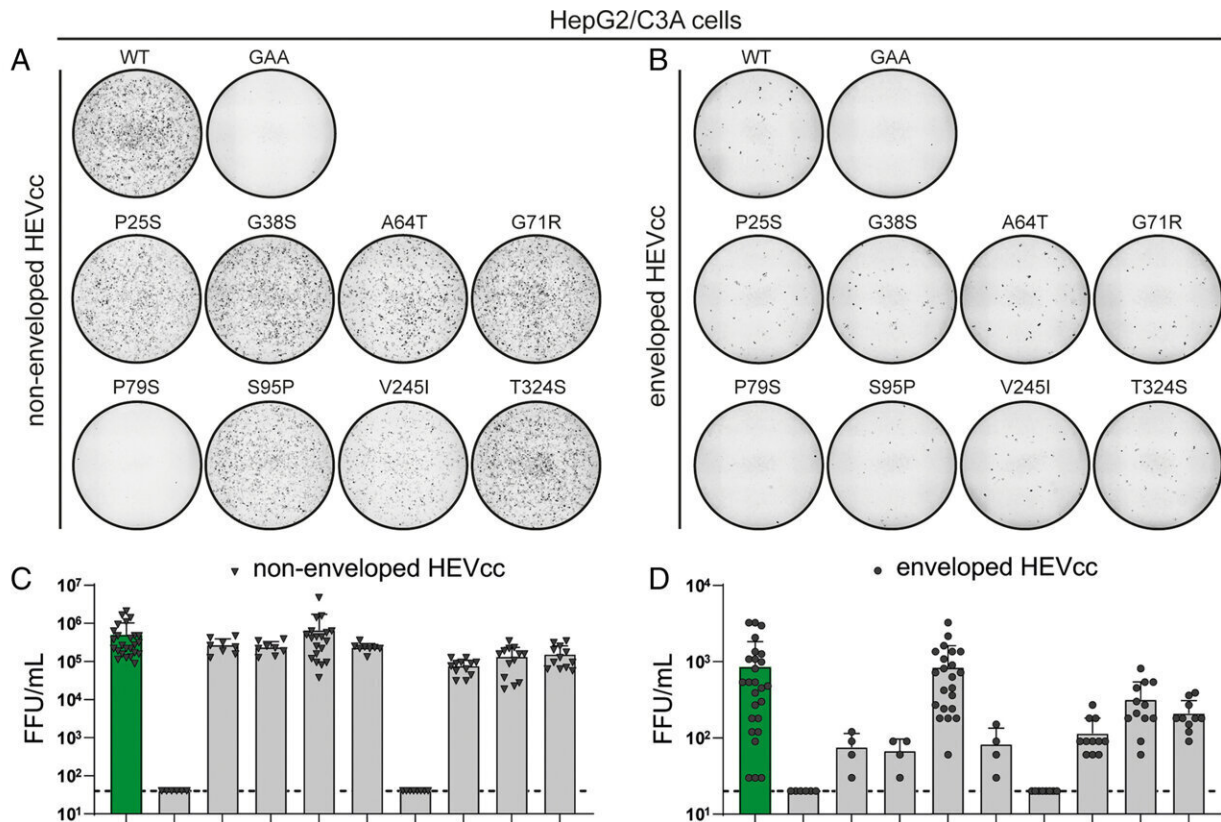 HepG2/C3A cells
A
B
WT GAA
WT GAA
non-enveloped HEVcc
enveloped HEVcc
P25S G38S A64T G71R
P25S G38S A64T G71R
P79S S95P V245I T324S
P79S S95P V245I T324S
C
non-enveloped HEVcc
D
enveloped HEVcc
FFU/mL
10⁷
10⁶
10⁵
10⁴
10³
10²
10¹
FFU/mL
10⁴
10³
10²
10¹